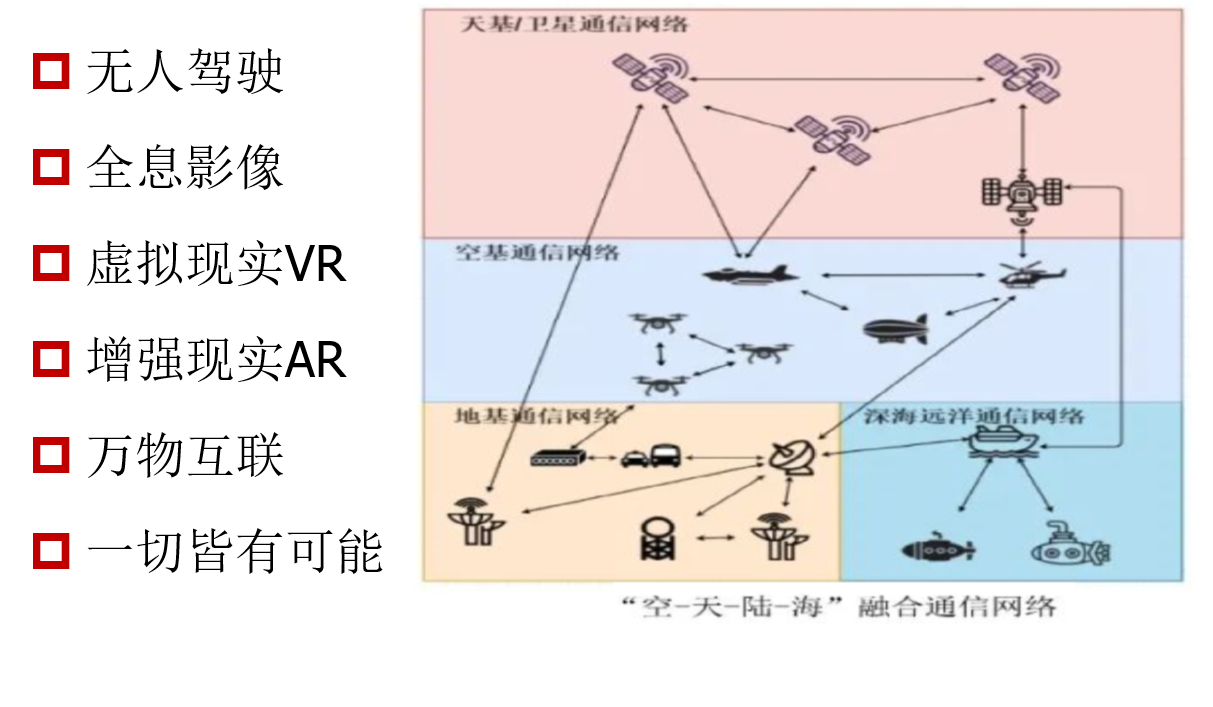 无人驾驶
全息影像
虚拟现实VR
增强现实AR
万物互联
一切皆有可能
天基/卫星通信网络
空基通信网络
地基通信网络
深海远洋通信网络
“空-天-陆-海”融合通信网络